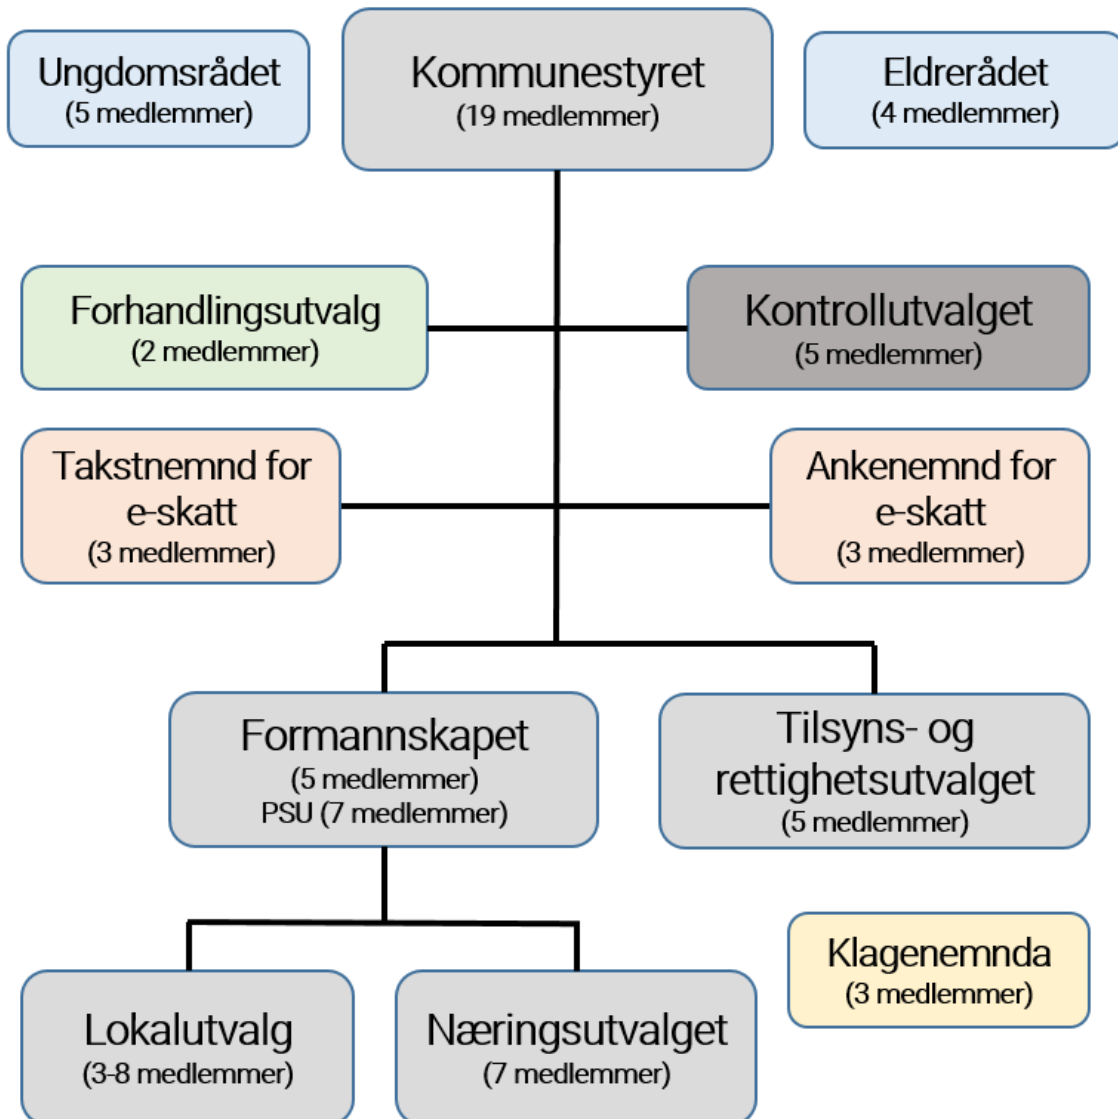 Ungdomsrådet
(5 medlemmer)
Kommunestyret
(19 medlemmer)
Eldrerådet
(4 medlemmer)
Forhandlingsutvalg
(2 medlemmer)
Kontrollutvalget
(5 medlemmer)
Takstnemnd for
e-skatt
(3 medlemmer)
Ankenemnd for
e-skatt
(3 medlemmer)
Formannskapet
(5 medlemmer)
PSU (7 medlemmer)
Tilsyns- og
rettighetsutvalget
(5 medlemmer)
Klagenemnda
(3 medlemmer)
Lokalutvalg
(3-8 medlemmer)
Næringsutvalget
(7 medlemmer)